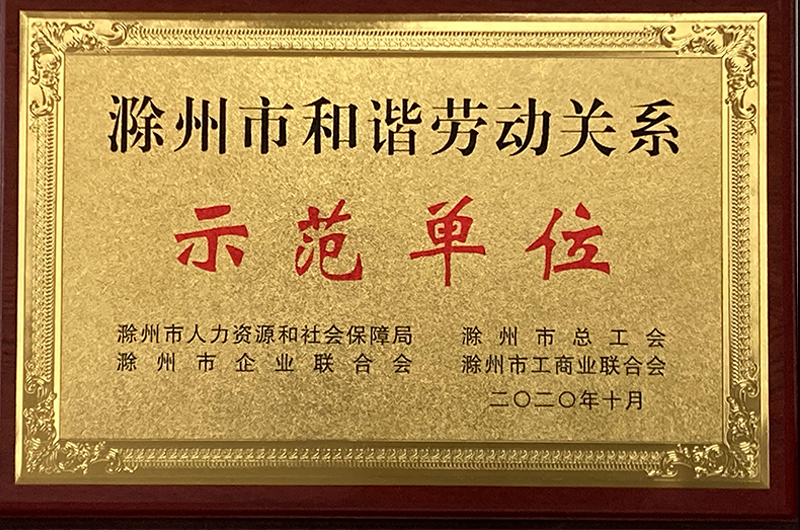 滁州市和谐劳动关系
示范单位
滁州市人力资源和社会保障局 滁州市总工会
滁州市企业联合会 滁州市工商业联合会
二〇二〇年十月